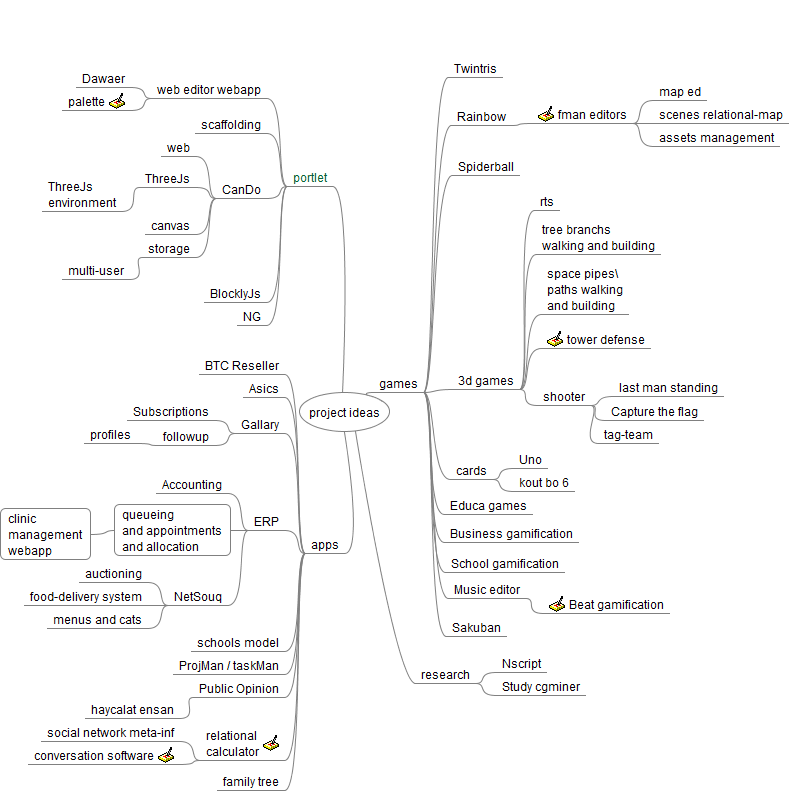 project ideas
portlet
web editor webapp
Dawaer
palette
scaffolding
CanDo
web
ThreeJs
ThreeJs
environment
canvas
storage
multi-user
BlocklyJs
NG
apps
BTC Reseller
Asics
Gallary
Subscriptions
followup
profiles
ERP
Accounting
queueing
and appointments
and allocation
clinic
management
webapp
NetSouq
auctioning
food-delivery system
menus and cats
schools model
ProjMan / taskMan
Public Opinion
haycalat ensan
relational
calculator
social network meta-inf
conversation software
family tree
games
Twintris
Rainbow
fman editors
map ed
scenes relational-map
assets management
Spiderball
3d games
rts
tree branchs
walking and building
space pipes\
paths walking
and building
tower defense
shooter
last man standing
Capture the flag
tag-team
cards
Uno
kout bo 6
Educa games
Business gamification
School gamification
Music editor
Beat gamification
Sakuban
research
Nscript
Study cgminer